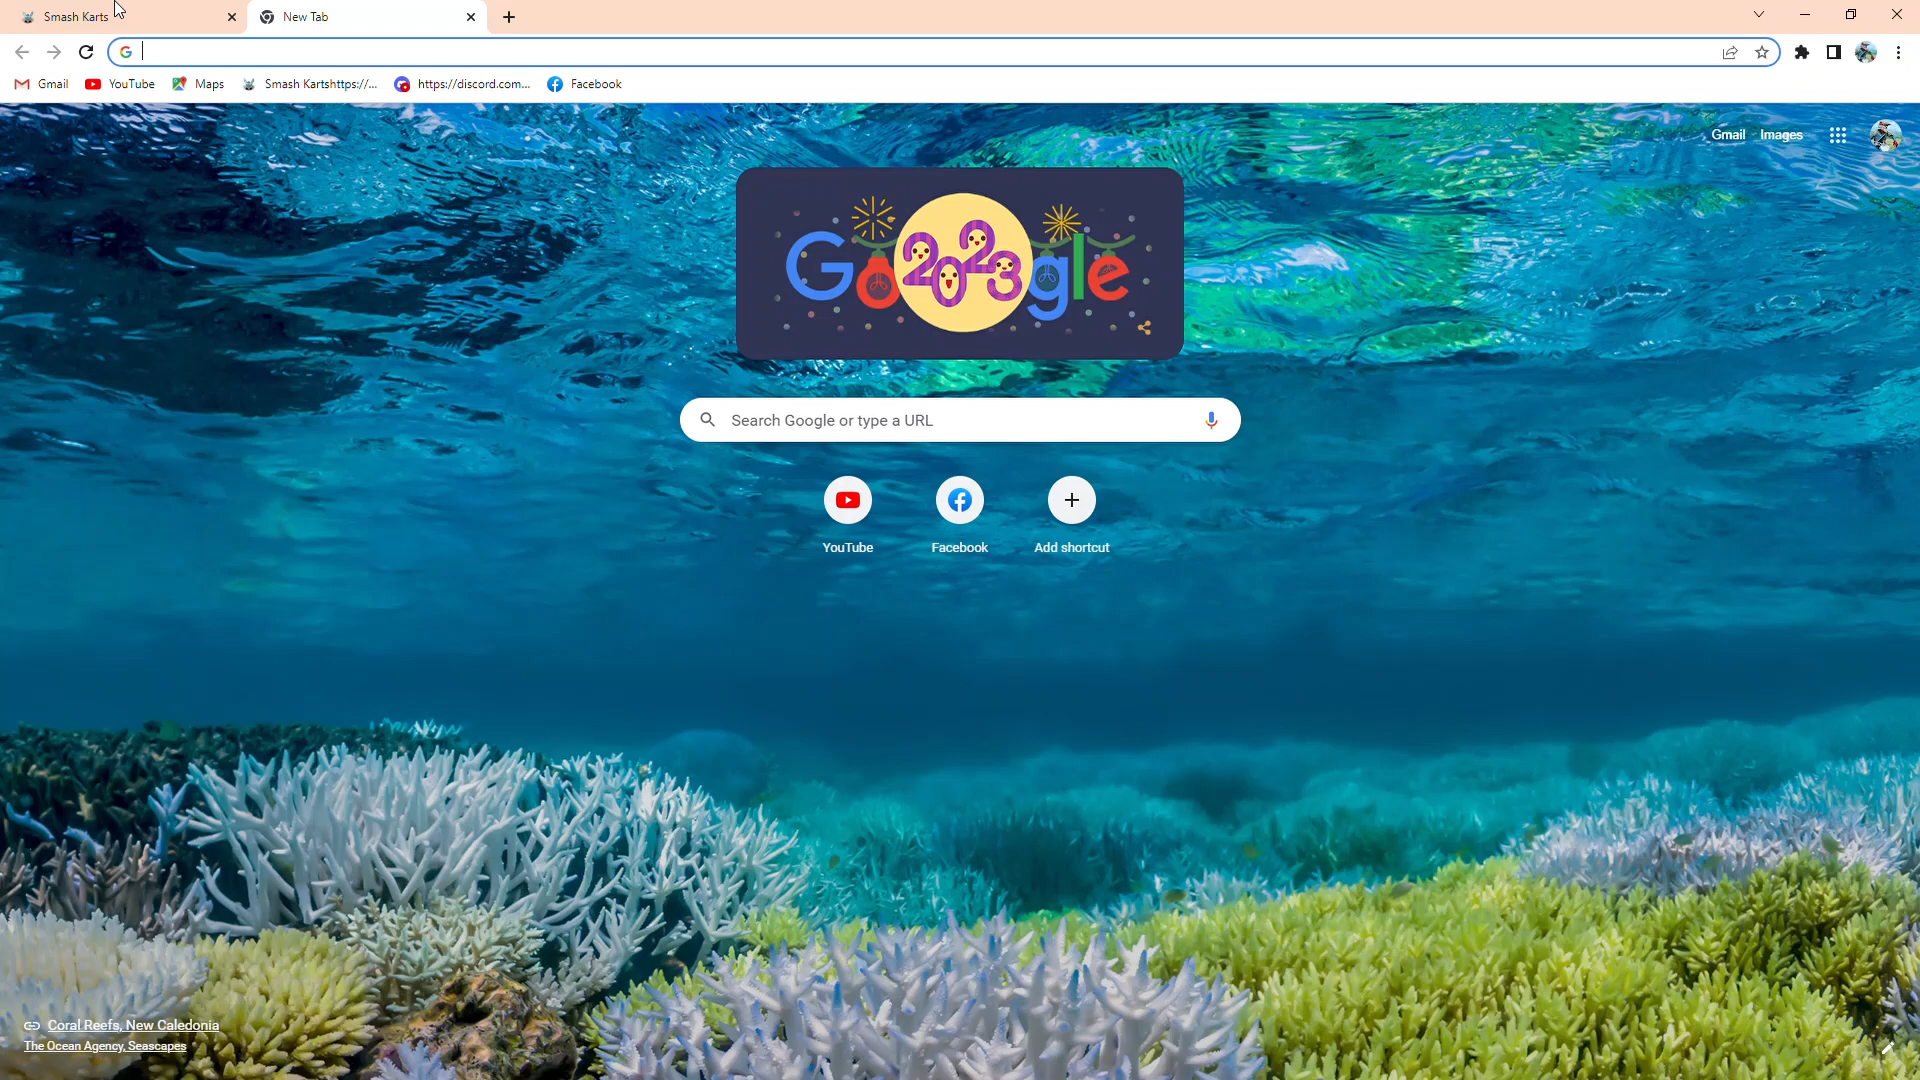 Smash Karts
New Tab
Gmail
YouTube
Maps
Smash Kartshttps://...
https://discord.com...
Facebook
Gmail
Images
Go2023gle
Search Google or type a URL
YouTube
Facebook
Add shortcut
Coral Reefs, New Caledonia
The Ocean Agency, Seascapes